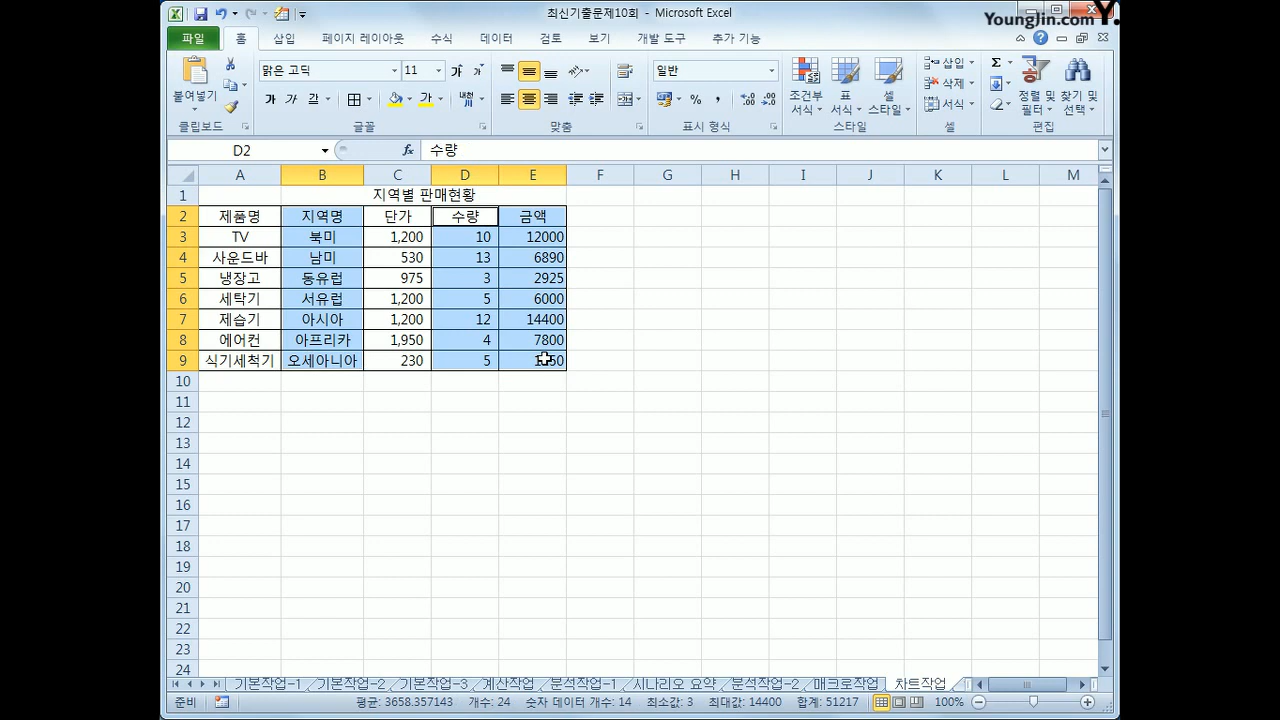 최신기출문제10회 - Microsoft Excel
YoungJin.com Y.
파일 홈 삽입 페이지 레이아웃 수식 데이터 검토 보기 개발 도구 추가 기능
붙여넣기
맑은 고딕 11
가 가
가 가 가 가 내천
일반
% ,
조건부 서식
표 서식
셀 스타일
삽입
삭제
서식
Σ
정렬 및 필터
찾기 및 선택
클립보드 글꼴 맞춤 표시 형식 스타일 셀 편집
D2 fx 수량
A B C D E F G H I J K L M
1 지역별 판매현황
2 제품명 지역명 단가 수량 금액
3 TV 북미 1,200 10 12000
4 사운드바 남미 530 13 6890
5 냉장고 동유럽 975 3 2925
6 세탁기 서유럽 1,200 5 6000
7 제습기 아시아 1,200 12 14400
8 에어컨 아프리카 1,950 4 7800
9 식기세척기 오세아니아 230 5
10
11
12
13
14
15
16
17
18
19
20
21
22
23
24
기본작업-1 기본작업-2 기본작업-3 계산작업 분석작업-1 시나리오 요약 분석작업-2 매크로작업 차트작업
준비 평균: 3658.357143 개수: 24 숫자 데이터 개수: 14 최소값: 3 최대값: 14400 합계: 51217 100%